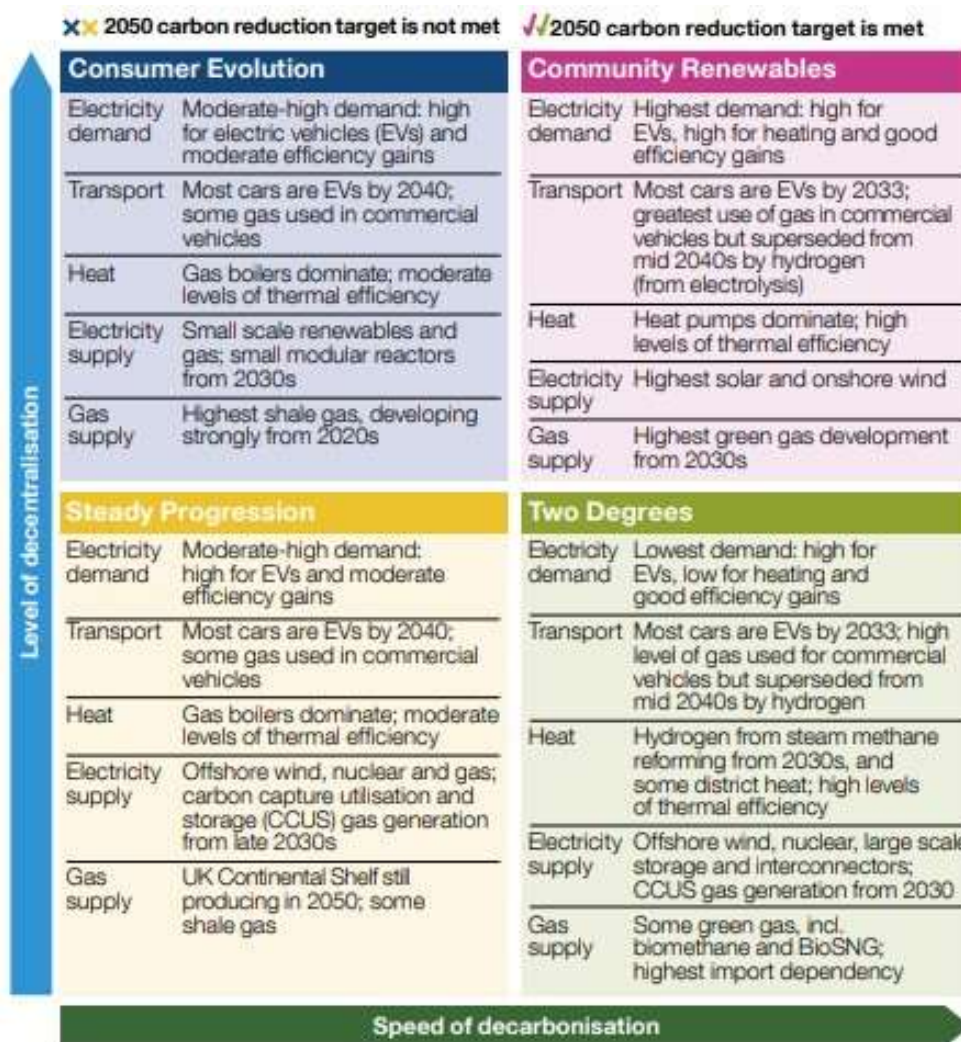 2050 carbon reduction target is not met
2050 carbon reduction target is met
Consumer Evolution
Electricity demand
Moderate-high demand: high
for electric vehicles (EVs) and
moderate efficiency gains
Transport
Most cars are EVs by 2040;
some gas used in commercial
vehicles
Heat
Gas boilers dominate; moderate
levels of thermal efficiency
Electricity
supply
Small scale renewables and
gas; small modular reactors
from 2030s
Gas
supply
Highest shale gas, developing
strongly from 2020s
Community Renewables
Electricity
demand
Highest demand: high for
EVs, high for heating and good
efficiency gains
Transport
Most cars are EVs by 2033;
greatest use of gas in commercial
vehicles but superseded from
mid 2040s by hydrogen
(from electrolysis)
Heat
Heat pumps dominate; high
levels of thermal efficiency
Electricity
supply
Highest solar and onshore wind
Gas
supply
Highest green gas development
from 2030s
Steady Progression
Electricity
demand
Moderate-high demand:
high for EVs and moderate
efficiency gains
Transport
Most cars are EVs by 2040;
some gas used in commercial
vehicles
Heat
Gas boilers dominate; moderate
levels of thermal efficiency
Electricity
supply
Offshore wind, nuclear and gas;
carbon capture utilisation and
storage (CCUS) gas generation
from late 2030s
Gas
supply
UK Continental Shelf still
producing in 2050; some
shale gas
Two Degrees
Electricity
demand
Lowest demand: high for
EVs, low for heating and
good efficiency gains
Transport
Most cars are EVs by 2033; high
level of gas used for commercial
vehicles but superseded from
mid 2040s by hydrogen
Heat
Hydrogen from steam methane
reforming from 2030s, and
some district heat; high levels
of thermal efficiency
Electricity
supply
Offshore wind, nuclear, large scale
storage and interconnectors;
CCUS gas generation from 2030
Gas
supply
Some green gas, incl.
biomethane and BioSNG;
highest import dependency
Level of decentralisation
Speed of decarbonisation